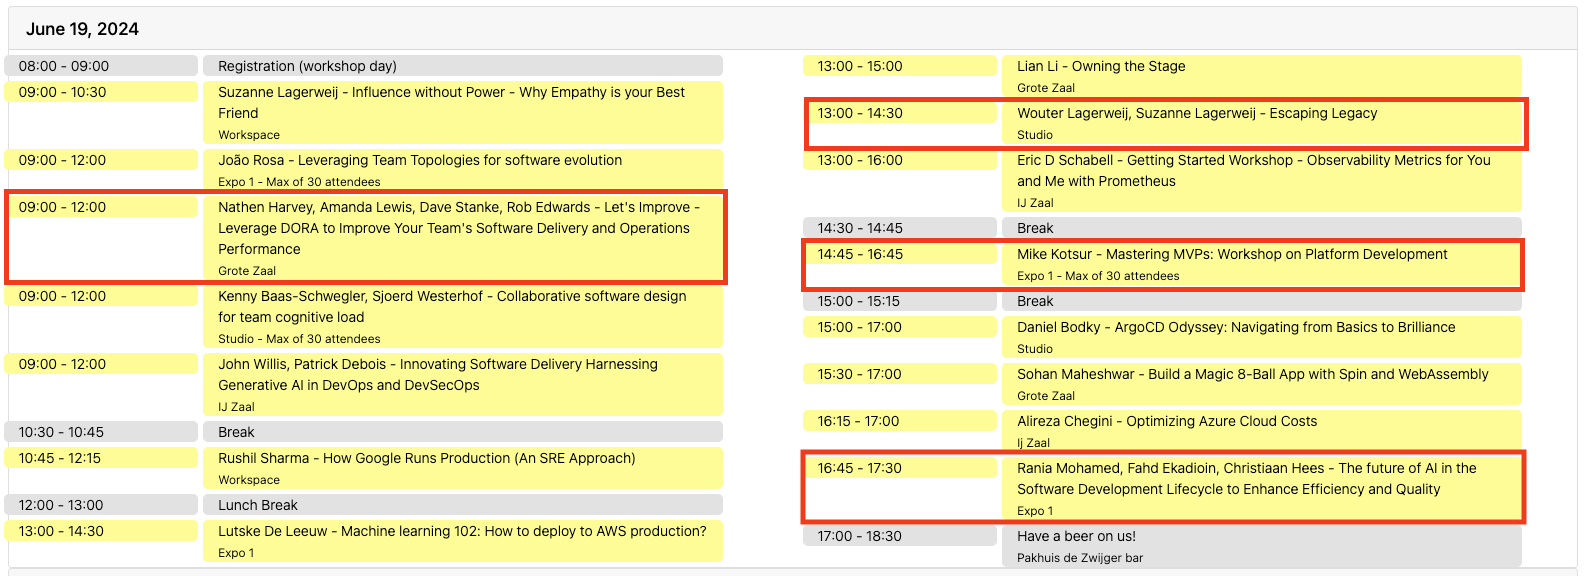 June 19, 2024
08:00 - 09:00
Registration (workshop day)
09:00 - 10:30
Suzanne Lagerweij - Influence without Power - Why Empathy is your Best
Friend
Workspace
09:00 - 12:00
João Rosa - Leveraging Team Topologies for software evolution
Expo 1 - Max of 30 attendees
09:00 - 12:00
Nathen Harvey, Amanda Lewis, Dave Stanke, Rob Edwards - Let's Improve -
Leverage DORA to Improve Your Team's Software Delivery and Operations
Performance
Grote Zaal
09:00 - 12:00
Kenny Baas-Schwegler, Sjoerd Westerhof - Collaborative software design
for team cognitive load
Studio - Max of 30 attendees
09:00 - 12:00
John Willis, Patrick Debois - Innovating Software Delivery Harnessing
Generative AI in DevOps and DevSecOps
IJ Zaal
10:30 - 10:45
Break
10:45 - 12:15
Rushil Sharma - How Google Runs Production (An SRE Approach)
Workspace
12:00 - 13:00
Lunch Break
13:00 - 14:30
Lutske De Leeuw - Machine learning 102: How to deploy to AWS production?
Expo 1
13:00 - 15:00
Lian Li - Owning the Stage
Grote Zaal
13:00 - 14:30
Wouter Lagerweij, Suzanne Lagerweij - Escaping Legacy
Studio
13:00 - 16:00
Eric D Schabell - Getting Started Workshop - Observability Metrics for You
and Me with Prometheus
IJ Zaal
14:30 - 14:45
Break
14:45 - 16:45
Mike Kotsur - Mastering MVPs: Workshop on Platform Development
Expo 1 - Max of 30 attendees
15:00 - 15:15
Break
15:00 - 17:00
Daniel Bodky - ArgoCD Odyssey: Navigating from Basics to Brilliance
Studio
15:30 - 17:00
Sohan Maheshwar - Build a Magic 8-Ball App with Spin and WebAssembly
Grote Zaal
16:15 - 17:00
Alireza Chegini - Optimizing Azure Cloud Costs
Ij Zaal
16:45 - 17:30
Rania Mohamed, Fahd Ekadioin, Christiaan Hees - The future of AI in the
Software Development Lifecycle to Enhance Efficiency and Quality
Expo 1
17:00 - 18:30
Have a beer on us!
Pakhuis de Zwijger bar